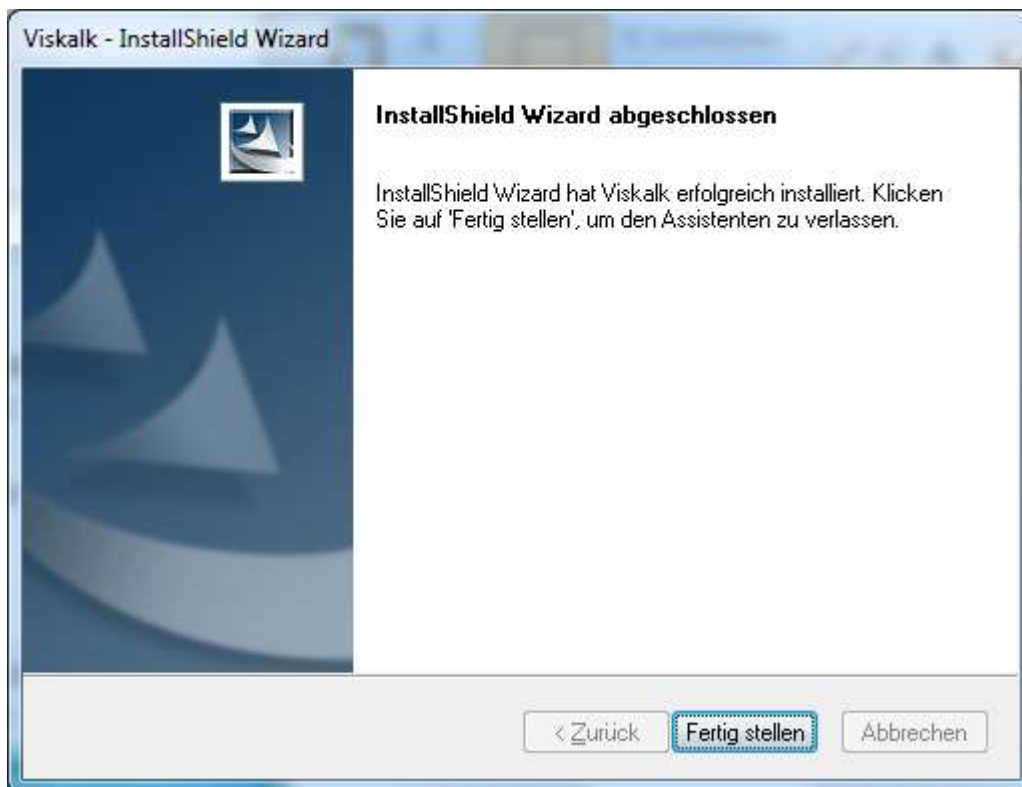 Viskalk - InstallShield Wizard
InstallShield Wizard abgeschlossen
InstallShield Wizard hat Viskalk erfolgreich installiert. Klicken
Sie auf 'Fertig stellen', um den Assistenten zu verlassen.
< Zurück Fertig stellen Abbrechen